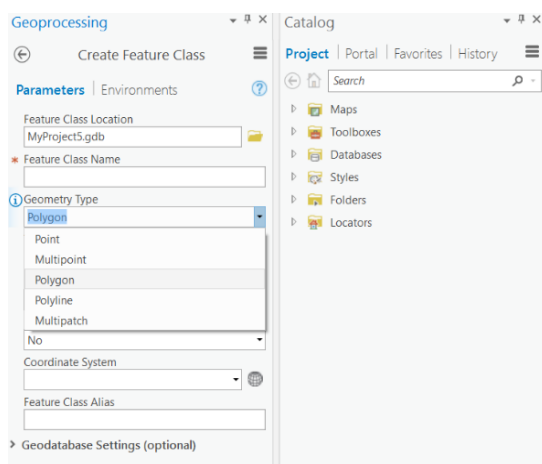 Geoprocessing
Create Feature Class
Parameters | Environments
Feature Class Location
MyProject5.gdb
* Feature Class Name
Geometry Type
Polygon
Point
Multipoint
Polygon
Polyline
Multipatch
No
Coordinate System
Feature Class Alias
Geodatabase Settings (optional)
Catalog
Project | Portal | Favorites | History
Search
Maps
Toolboxes
Databases
Styles
Folders
Locators